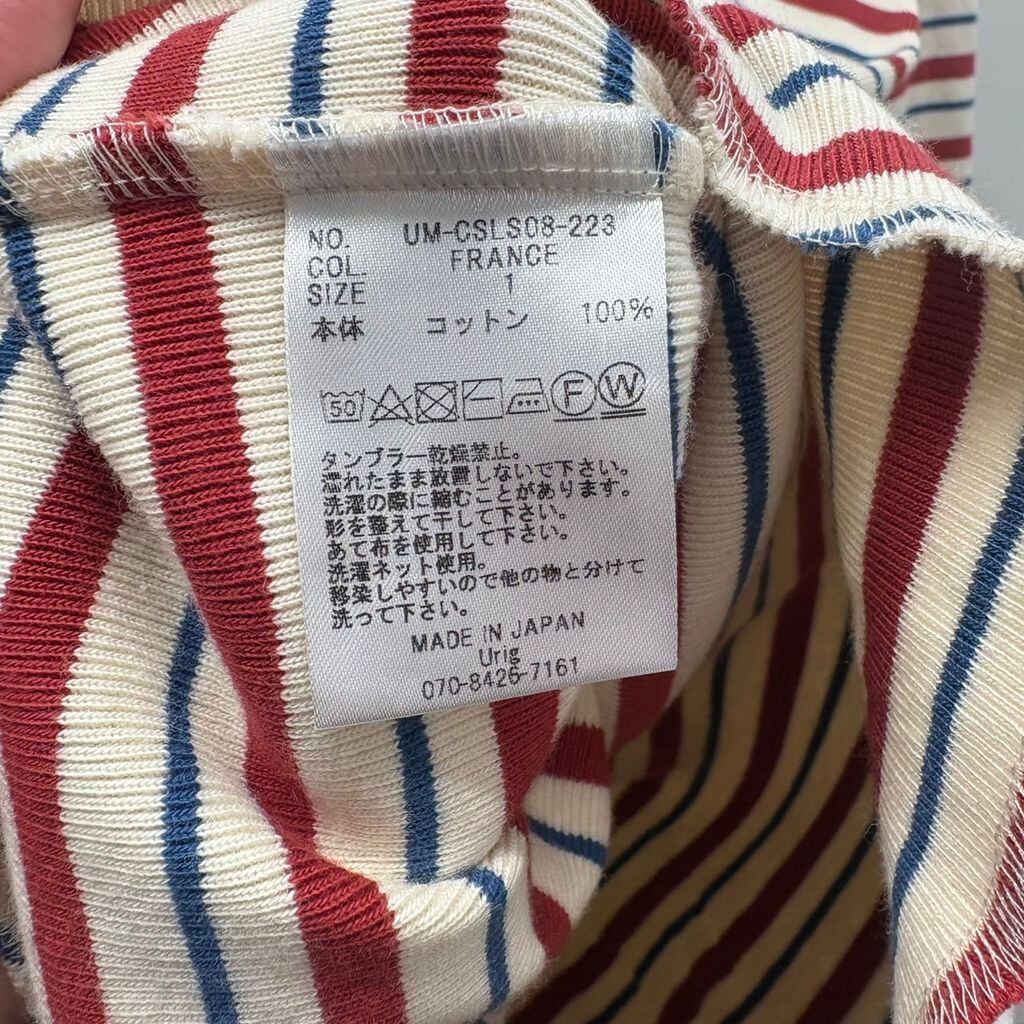 NO. UM-CSLS08-223
COL. FRANCE
SIZE 1
本体 コットン 100%
50 F W
タンブラー乾燥禁止。
濡れたまま放置しないで下さい。
洗濯の際に縮むことがあります。
形を整えて干して下さい。
あて布を使用して下さい。
洗濯ネット使用。
移染しやすいので他の物と分けて
洗って下さい。
MADE IN JAPAN
Urig
070-8426-7161